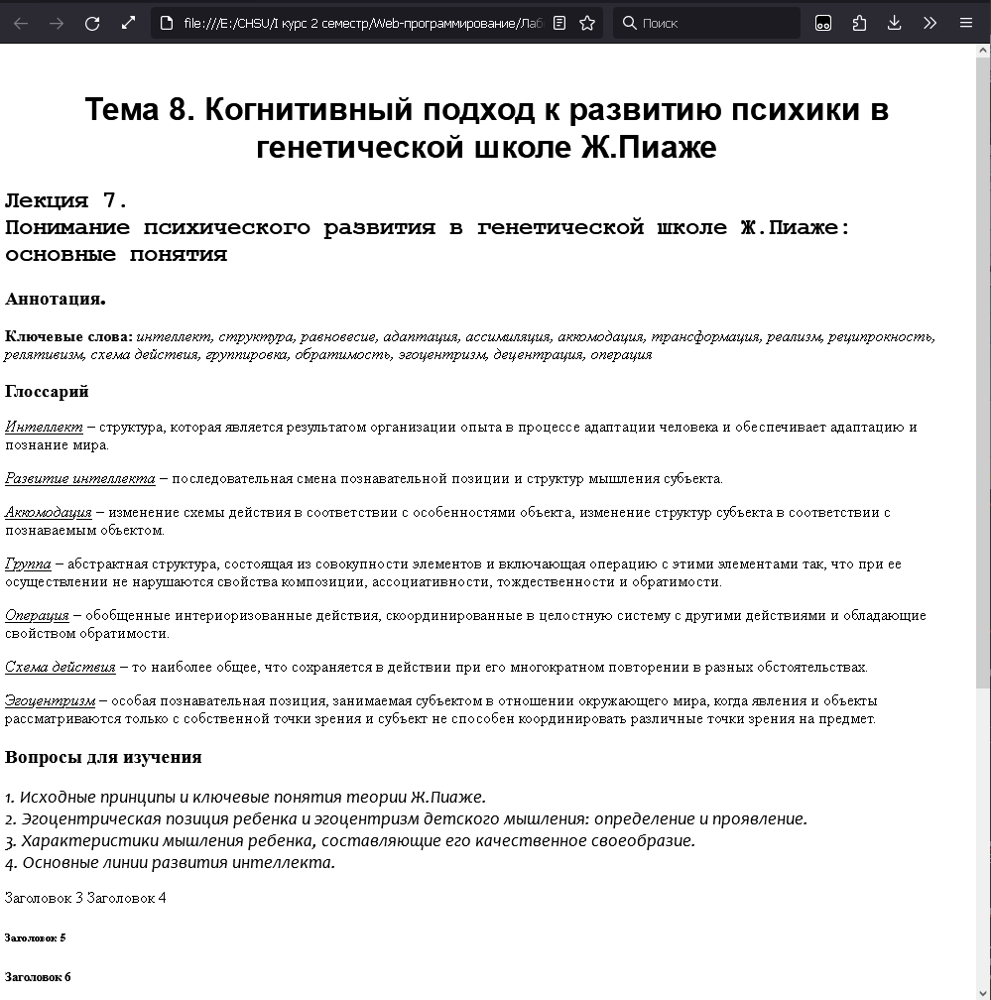 file:///E:/CHSU/I курс 2 семестр/Web-программирование/Лаб
Поиск
Тема 8. Когнитивный подход к развитию психики в
генетической школе Ж.Пиаже
Лекция 7.
Понимание психического развития в генетической школе Ж.Пиаже:
основные понятия
Аннотация.
Ключевые слова: интеллект, структура, равновесие, адаптация, ассимиляция, аккомодация, трансформация, реализм, реципрокность,
релятивизм, схема действия, группировка, обратимость, эгоцентризм, децентрация, операция
Глоссарий
Интеллект – структура, которая является результатом организации опыта в процессе адаптации человека и обеспечивает адаптацию и
познание мира.
Развитие интеллекта – последовательная смена познавательной позиции и структур мышления субъекта.
Аккомодация – изменение схемы действия в соответствии с особенностями объекта, изменение структур субъекта в соответствии с
познаваемым объектом.
Группа – абстрактная структура, состоящая из совокупности элементов и включающая операцию с этими элементами так, что при ее
осуществлении не нарушаются свойства композиции, ассоциативности, тождественности и обратимости.
Операция – обобщенные интериоризованные действия, скоординированные в целостную систему с другими действиями и обладающие
свойством обратимости.
Схема действия – то наиболее общее, что сохраняется в действии при его многократном повторении в разных обстоятельствах.
Эгоцентризм – особая познавательная позиция, занимаемая субъектом в отношении окружающего мира, когда явления и объекты
рассматриваются только с собственной точки зрения и субъект не способен координировать различные точки зрения на предмет.
Вопросы для изучения
1. Исходные принципы и ключевые понятия теории Ж.Пиаже.
2. Эгоцентрическая позиция ребенка и эгоцентризм детского мышления: определение и проявление.
3. Характеристики мышления ребенка, составляющие его качественное своеобразие.
4. Основные линии развития интеллекта.
Заголовок 3 Заголовок 4
Заголовок 5
Заголовок 6